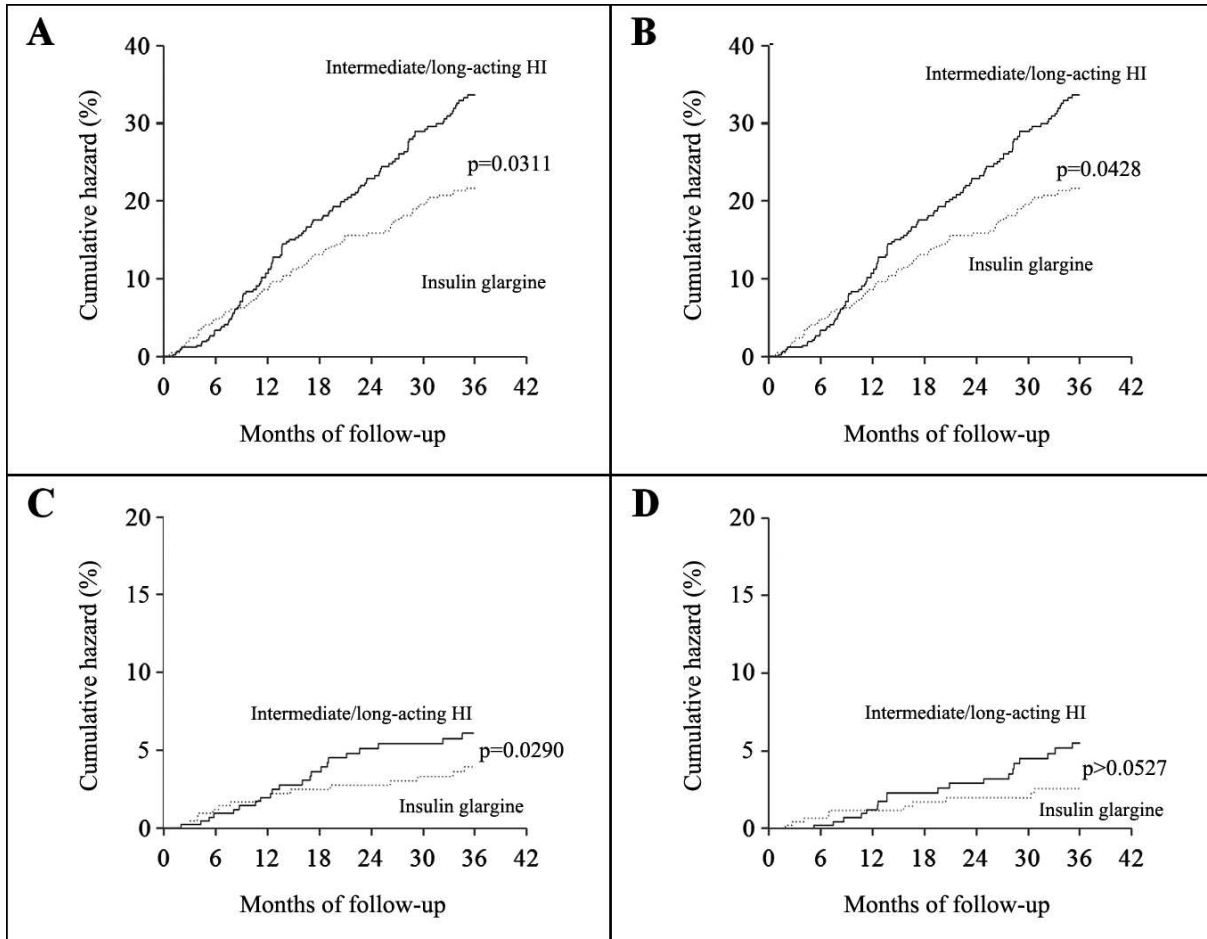 A
Cumulative hazard (%)
40
30
20
10
0
Intermediate/long-acting HI
p=0.0311
Insulin glargine
0 6 12 18 24 30 36 42
Months of follow-up
B
Cumulative hazard (%)
40
30
20
10
0
Intermediate/long-acting HI
p=0.0428
Insulin glargine
0 6 12 18 24 30 36 42
Months of follow-up
C
Cumulative hazard (%)
20
15
10
5
0
Intermediate/long-acting HI
p=0.0290
Insulin glargine
0 6 12 18 24 30 36 42
Months of follow-up
D
Cumulative hazard (%)
20
15
10
5
0
Intermediate/long-acting HI
p>0.0527
Insulin glargine
0 6 12 18 24 30 36 42
Months of follow-up